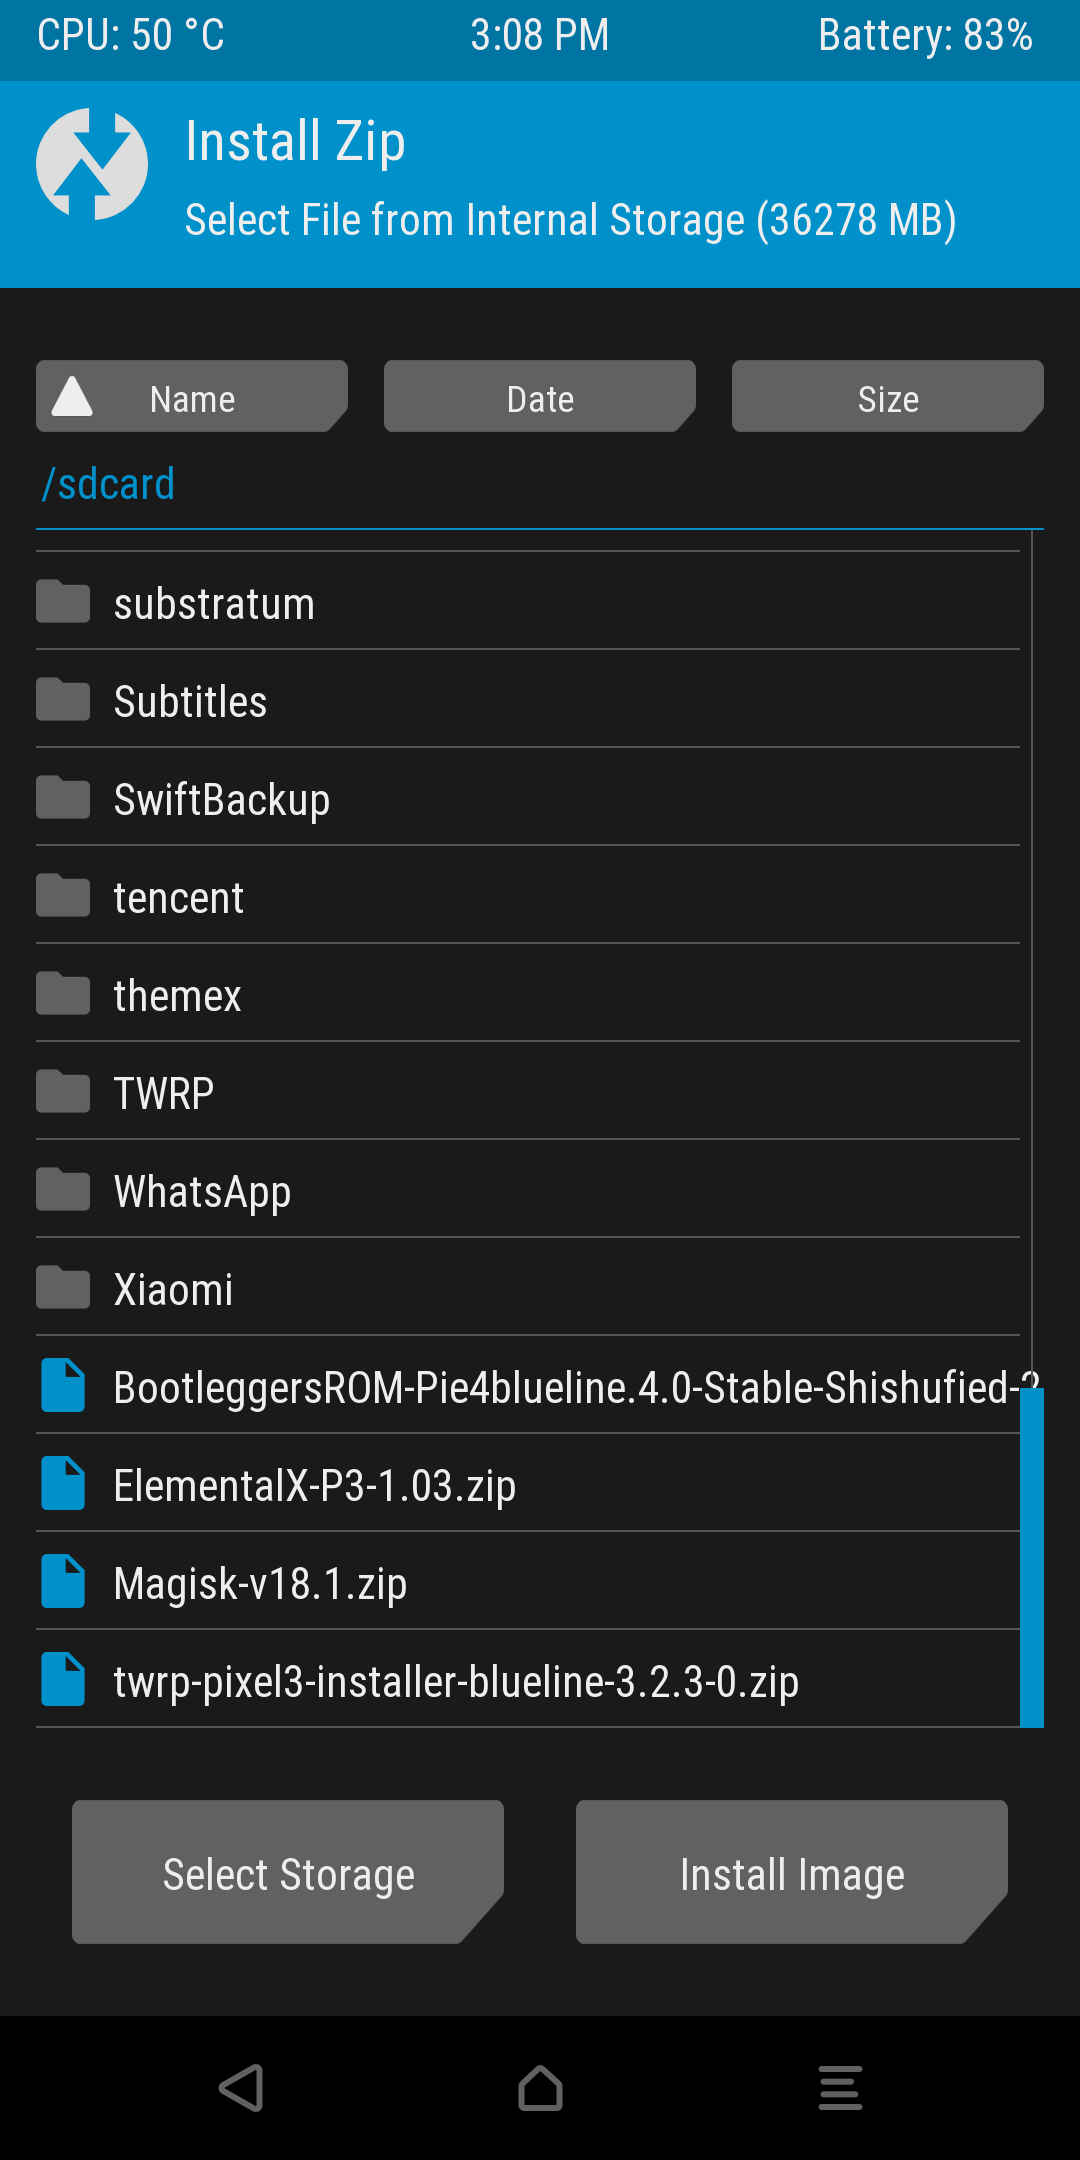 CPU: 50 °C 3:08 PM Battery: 83%
Install Zip
Select File from Internal Storage (36278 MB)
Name Date Size
/sdcard
substratum
Subtitles
SwiftBackup
tencent
themex
TWRP
WhatsApp
Xiaomi
BootleggersROM-Pie4blueline.4.0-Stable-Shishufied-
ElementalX-P3-1.03.zip
Magisk-v18.1.zip
twrp-pixel3-installer-blueline-3.2.3-0.zip
Select Storage Install Image